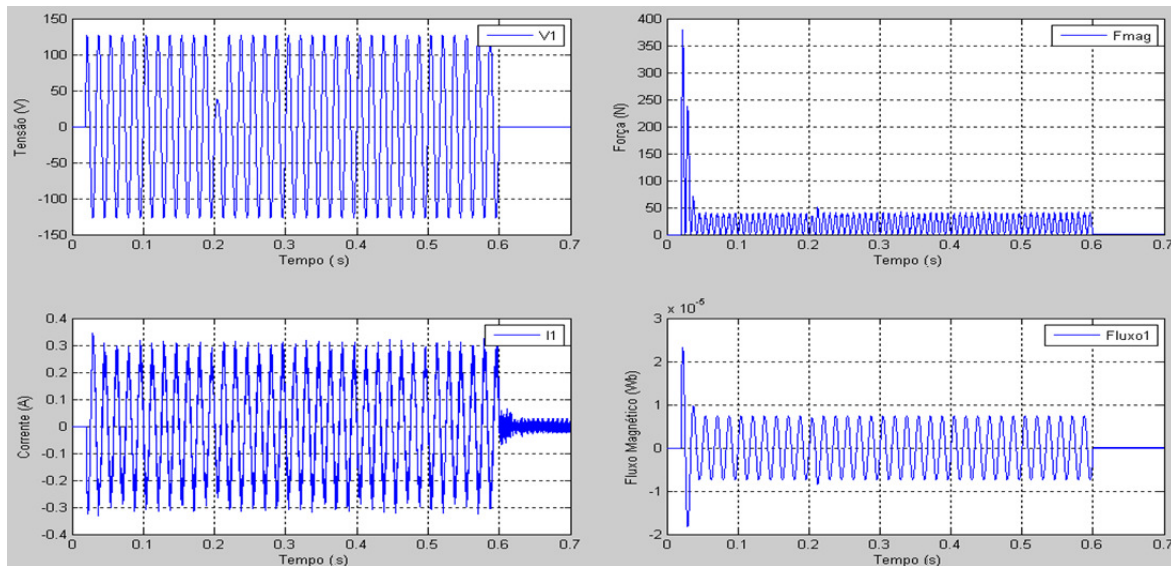 150
100
50
0
-50
-100
-150
Tensão (V)
V1
0 0.1 0.2 0.3 0.4 0.5 0.6 0.7
Tempo ( s)
400
350
300
250
200
150
100
50
0
Força (N)
Fmag
0 0.1 0.2 0.3 0.4 0.5 0.6 0.7
Tempo (s)
0.4
0.3
0.2
0.1
0
-0.1
-0.2
-0.3
-0.4
Corrente (A)
I1
0 0.1 0.2 0.3 0.4 0.5 0.6 0.7
Tempo (s)
x 10^-5
3
2
1
0
-1
-2
Fluxo Magnético (Wb)
Fluxo1
0 0.1 0.2 0.3 0.4 0.5 0.6 0.7
Tempo (s)